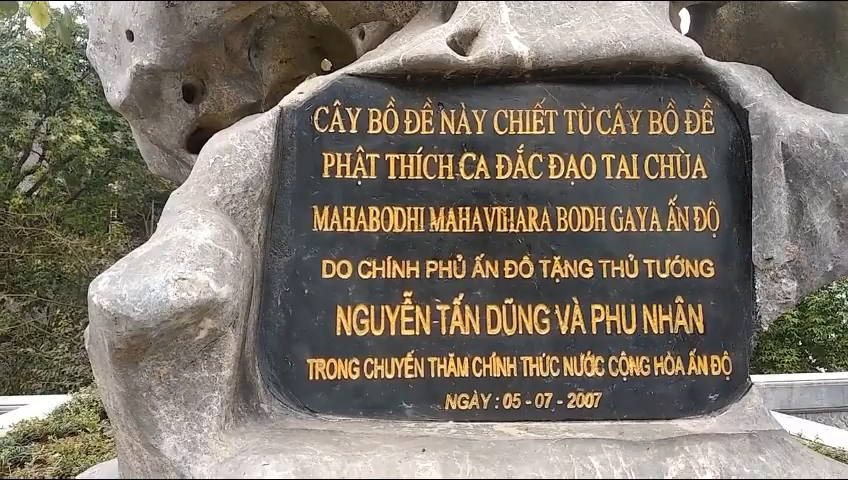 CÂY BỒ ĐỀ NÀY CHIẾT TỪ CÂY BỒ ĐỀ
PHẬT THÍCH CA ĐẮC ĐẠO TẠI CHÙA
MAHABODHI MAHAVIHARA BODH GAYA ẤN ĐỘ
DO CHÍNH PHỦ ẤN ĐỘ TẶNG THỦ TƯỚNG
NGUYỄN TẤN DŨNG VÀ PHU NHÂN
TRONG CHUYẾN THĂM CHÍNH THỨC NƯỚC CỘNG HÒA ẤN ĐỘ
NGÀY : 05 - 07 - 2007